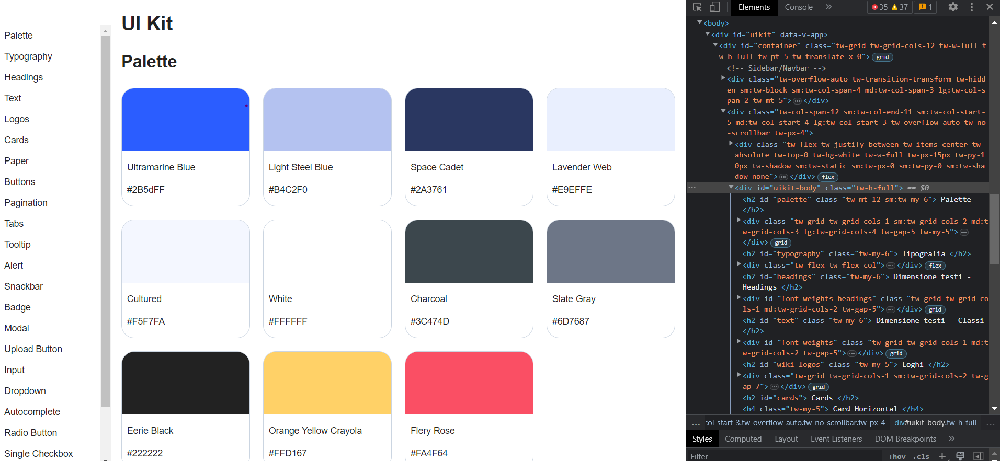 UI Kit
Palette
Typography
Headings
Text
Logos
Cards
Paper
Buttons
Pagination
Tabs
Tooltip
Alert
Snackbar
Badge
Modal
Upload Button
Input
Dropdown
Autocomplete
Radio Button
Single Checkbox
Palette
Ultramarine Blue
#2B5dFF
Light Steel Blue
#B4C2F0
Space Cadet
#2A3761
Lavender Web
#E9EFFE
Cultured
#F5F7FA
White
#FFFFFF
Charcoal
#3C474D
Slate Gray
#6D7687
Eerie Black
#222222
Orange Yellow Crayola
#FFD167
Flery Rose
#FA4F64
Elements
Console
35
37
1
<body>
<div id="uikit" data-v-app>
<div id="container" class="tw-grid tw-grid-cols-12 tw-w-full t
w-h-full tw-pt-5 tw-translate-x-0"> grid
<!-- Sidebar/Navbar -->
<div class="tw-overflow-auto tw-transition-transform tw-hidd
en sm:tw-block sm:tw-col-span-4 md:tw-col-span-3 lg:tw-col-s
pan-2 tw-mt-5"> … </div>
<div class="tw-col-span-12 sm:tw-col-end-11 sm:tw-col-start-
5 md:tw-col-start-4 lg:tw-col-start-3 tw-overflow-auto tw-no
-scrollbar tw-px-4">
<div class="tw-flex tw-justify-between tw-items-center tw-
absolute tw-top-0 tw-bg-white tw-w-full tw-px-15px tw-py-1
0px tw-shadow sm:tw-static sm:tw-px-0 sm:tw-py-0 sm:tw-sha
dow-none"> … </div> flex
… <div id="uikit-body" class="tw-h-full"> == $0
<h2 id="palette" class="tw-mt-12 sm:tw-my-6"> Palette
</h2>
<div class="tw-grid tw-grid-cols-1 sm:tw-grid-cols-2 md:t
w-grid-cols-3 lg:tw-grid-cols-4 tw-gap-5 tw-my-5"> …
</div> grid
<h2 id="typography" class="tw-my-6"> Tipografia </h2>
<div class="tw-flex tw-flex-col"> … </div> flex
<h2 id="headings" class="tw-my-6"> Dimensione testi -
Headings </h2>
<div id="font-weights-headings" class="tw-grid tw-grid-co
ls-1 md:tw-grid-cols-2 tw-gap-5"> … </div> grid
<h2 id="text" class="tw-my-6"> Dimensione testi - Classi
</h2>
<div id="font-weights" class="tw-grid tw-grid-cols-1 md:t
w-grid-cols-2 tw-gap-5"> … </div> grid
<h2 id="wiki-logos" class="tw-my-5"> Loghi </h2>
<div class="tw-grid tw-grid-cols-1 sm:tw-grid-cols-2 tw-g
ap-7"> … </div> grid
<h2 id="cards"> Cards </h2>
<h4 class="tw-my-5"> Card Horizontal </h4>
… col-start-3.tw-overflow-auto.tw-no-scrollbar.tw-px-4 div#uikit-body.tw-h-full …
Styles Computed Layout Event Listeners DOM Breakpoints
Filter :hov .cls